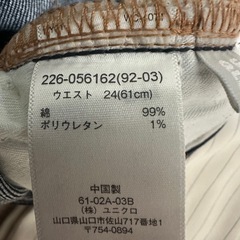 226-056162(92-03)
ウエスト 24(61cm)
綿 99%
ポリウレタン 1%
中国製
61-02A-03B
(株) ユニクロ
山口県山口市佐山717番地1
〒754-0894